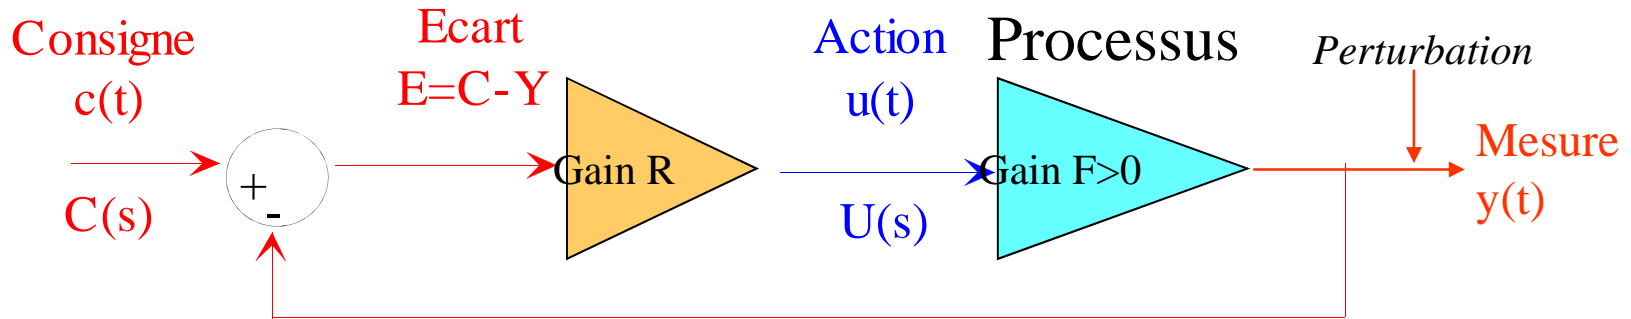 Consigne
c(t)
C(s)
+
-
Ecart
E=C-Y
Gain R
Action
u(t)
U(s)
Processus
Gain F>0
Perturbation
Mesure
y(t)